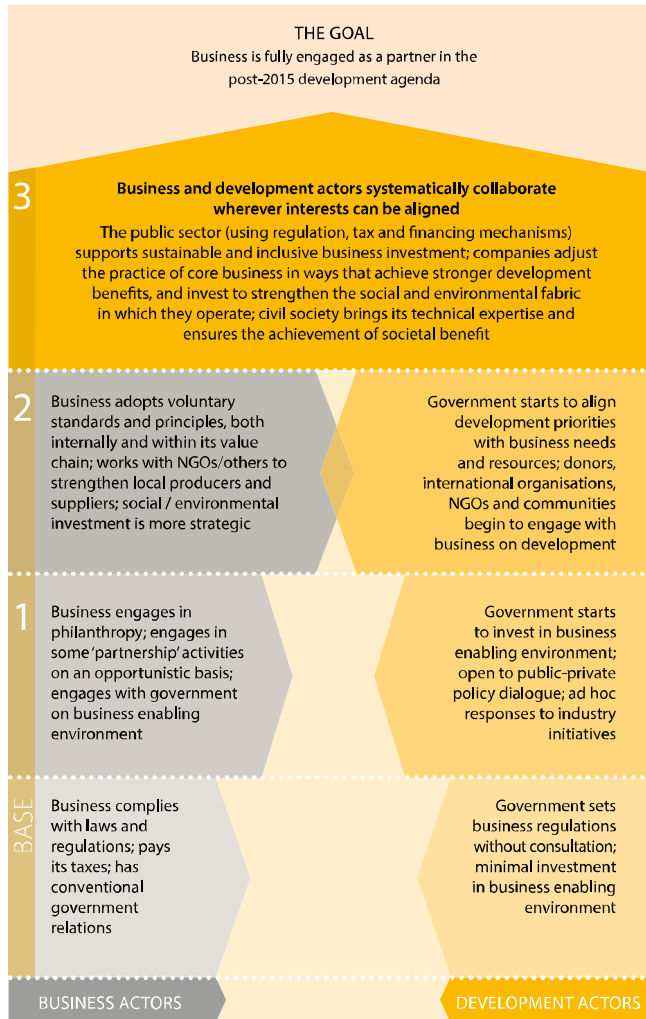 THE GOAL
Business is fully engaged as a partner in the
post-2015 development agenda
3
Business and development actors systematically collaborate
wherever interests can be aligned
The public sector (using regulation, tax and financing mechanisms)
supports sustainable and inclusive business investment; companies adjust
the practice of core business in ways that achieve stronger development
benefits, and invest to strengthen the social and environmental fabric
in which they operate; civil society brings its technical expertise and
ensures the achievement of societal benefit
2
Business adopts voluntary
standards and principles, both
internally and within its value
chain; works with NGOs/others to
strengthen local producers and
suppliers; social / environmental
investment is more strategic
Government starts to align
development priorities
with business needs
and resources; donors,
international organisations,
NGOs and communities
begin to engage with
business on development
1
Business engages in
philanthropy; engages in
some 'partnership' activities
on an opportunistic basis;
engages with government
on business enabling
environment
Government starts
to invest in business
enabling environment;
open to public-private
policy dialogue; ad hoc
responses to industry
initiatives
BASE
Business complies
with laws and
regulations; pays
its taxes; has
conventional
government
relations
Government sets
business regulations
without consultation;
minimal investment
in business enabling
environment
BUSINESS ACTORS
DEVELOPMENT ACTORS